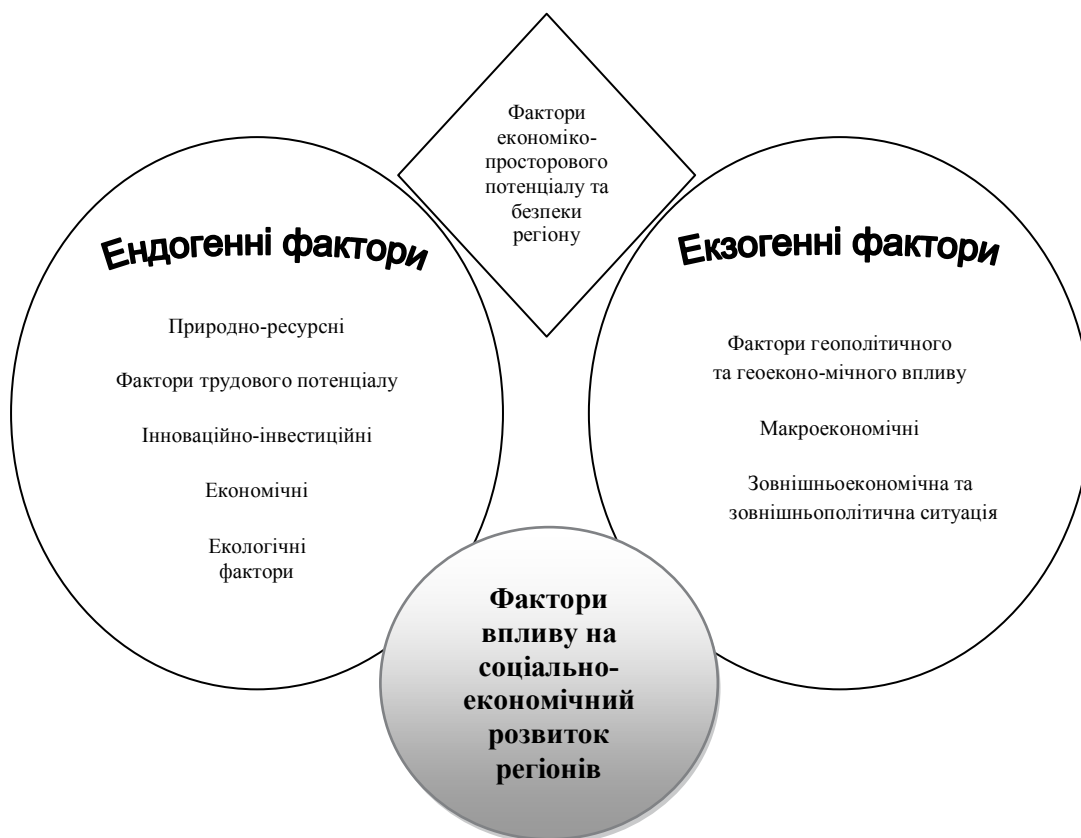 Фактори
економіко-
просторового
потенціалу та
безпеки
регіону
Ендогенні фактори
Природно-ресурсні
Фактори трудового потенціалу
Інноваційно-інвестиційні
Економічні
Екологічні
фактори
Екзогенні фактори
Фактори геополітичного
та геоеконо-мічного впливу
Макроекономічні
Зовнішньоекономічна та
зовнішньополітична ситуація
Фактори
впливу на
соціально-
економічний
розвиток
регіонів